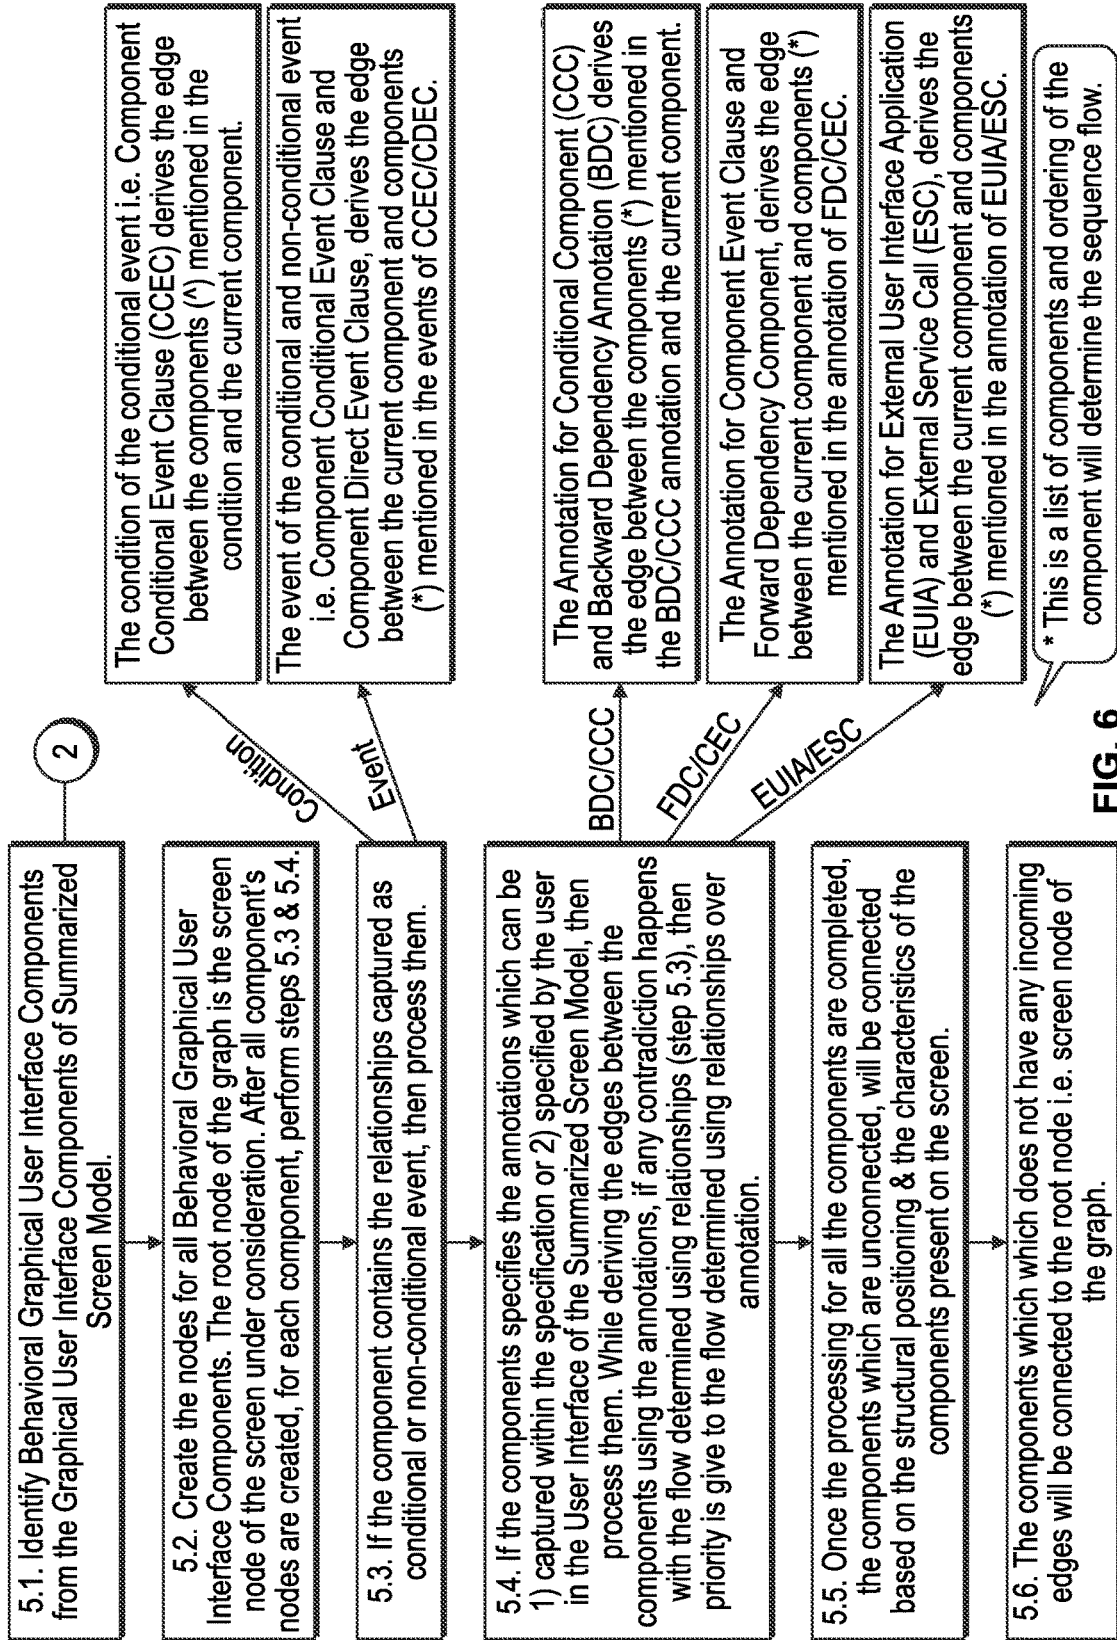 5.1. Identify Behavioral Graphical User Interface Components
from the Graphical User Interface Components of Summarized
Screen Model.
2
5.2. Create the nodes for all Behavioral Graphical User
Interface Components. The root node of the graph is the screen
node of the screen under consideration. After all component's
nodes are created, for each component, perform steps 5.3 & 5.4.
5.3. If the component contains the relationships captured as
conditional or non-conditional event, then process them.
Condition
The condition of the conditional event i.e. Component
Conditional Event Clause (CCEC) derives the edge
between the components (^) mentioned in the
condition and the current component.
Event
The event of the conditional and non-conditional event
i.e. Component Conditional Event Clause and
Component Direct Event Clause, derives the edge
between the current component and components
(*) mentioned in the events of CCEC/CDEC.
5.4. If the components specifies the annotations which can be
1) captured within the specification or 2) specified by the user
in the User Interface of the Summarized Screen Model, then
process them. While deriving the edges between the
components using the annotations, if any contradiction happens
with the flow determined using relationships (step 5.3), then
priority is give to the flow determined using relationships over
annotation.
BDC/CCC
The Annotation for Conditional Component (CCC)
and Backward Dependency Annotation (BDC) derives
the edge between the components (*) mentioned in
the BDC/CCC annotation and the current component.
FDC/CEC
The Annotation for Component Event Clause and
Forward Dependency Component, derives the edge
between the current component and components (*)
mentioned in the annotation of FDC/CEC.
EUIA/ESC
The Annotation for External User Interface Application
(EUIA) and External Service Call (ESC), derives the
edge between the current component and components
(*) mentioned in the annotation of EUIA/ESC.
* This is a list of components and ordering of the
component will determine the sequence flow.
5.5. Once the processing for all the components are completed,
the components which are unconnected, will be connected
based on the structural positioning & the characteristics of the
components present on the screen.
5.6. The components which which does not have any incoming
edges will be connected to the root node i.e. screen node of
the graph.
FIG. 6